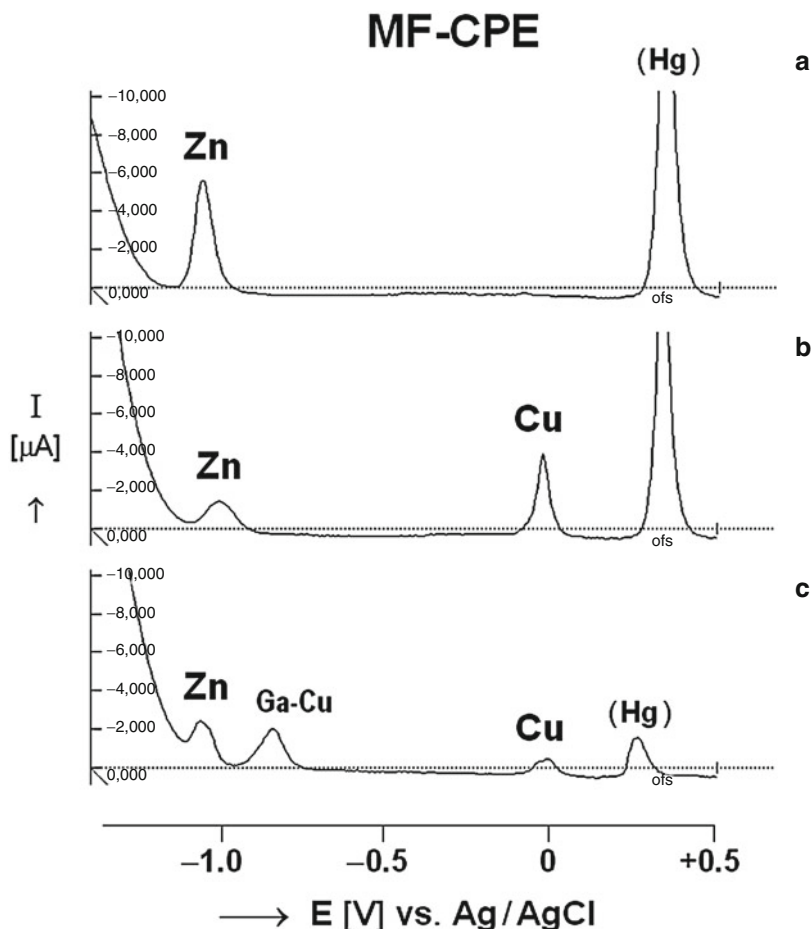 MF-CPE
a
(Hg)
Zn
–10,000
–8,000
–6,000
–4,000
–2,000
0,000
ofs
b
–10,000
–8,000
–6,000
–4,000
–2,000
0,000
Zn
Cu
ofs
I
[µA]
↑
c
–10,000
–8,000
–6,000
–4,000
–2,000
0,000
Zn
Ga-Cu
Cu
(Hg)
ofs
–1.0 –0.5 0 +0.5
→ E [V] vs. Ag/AgCl